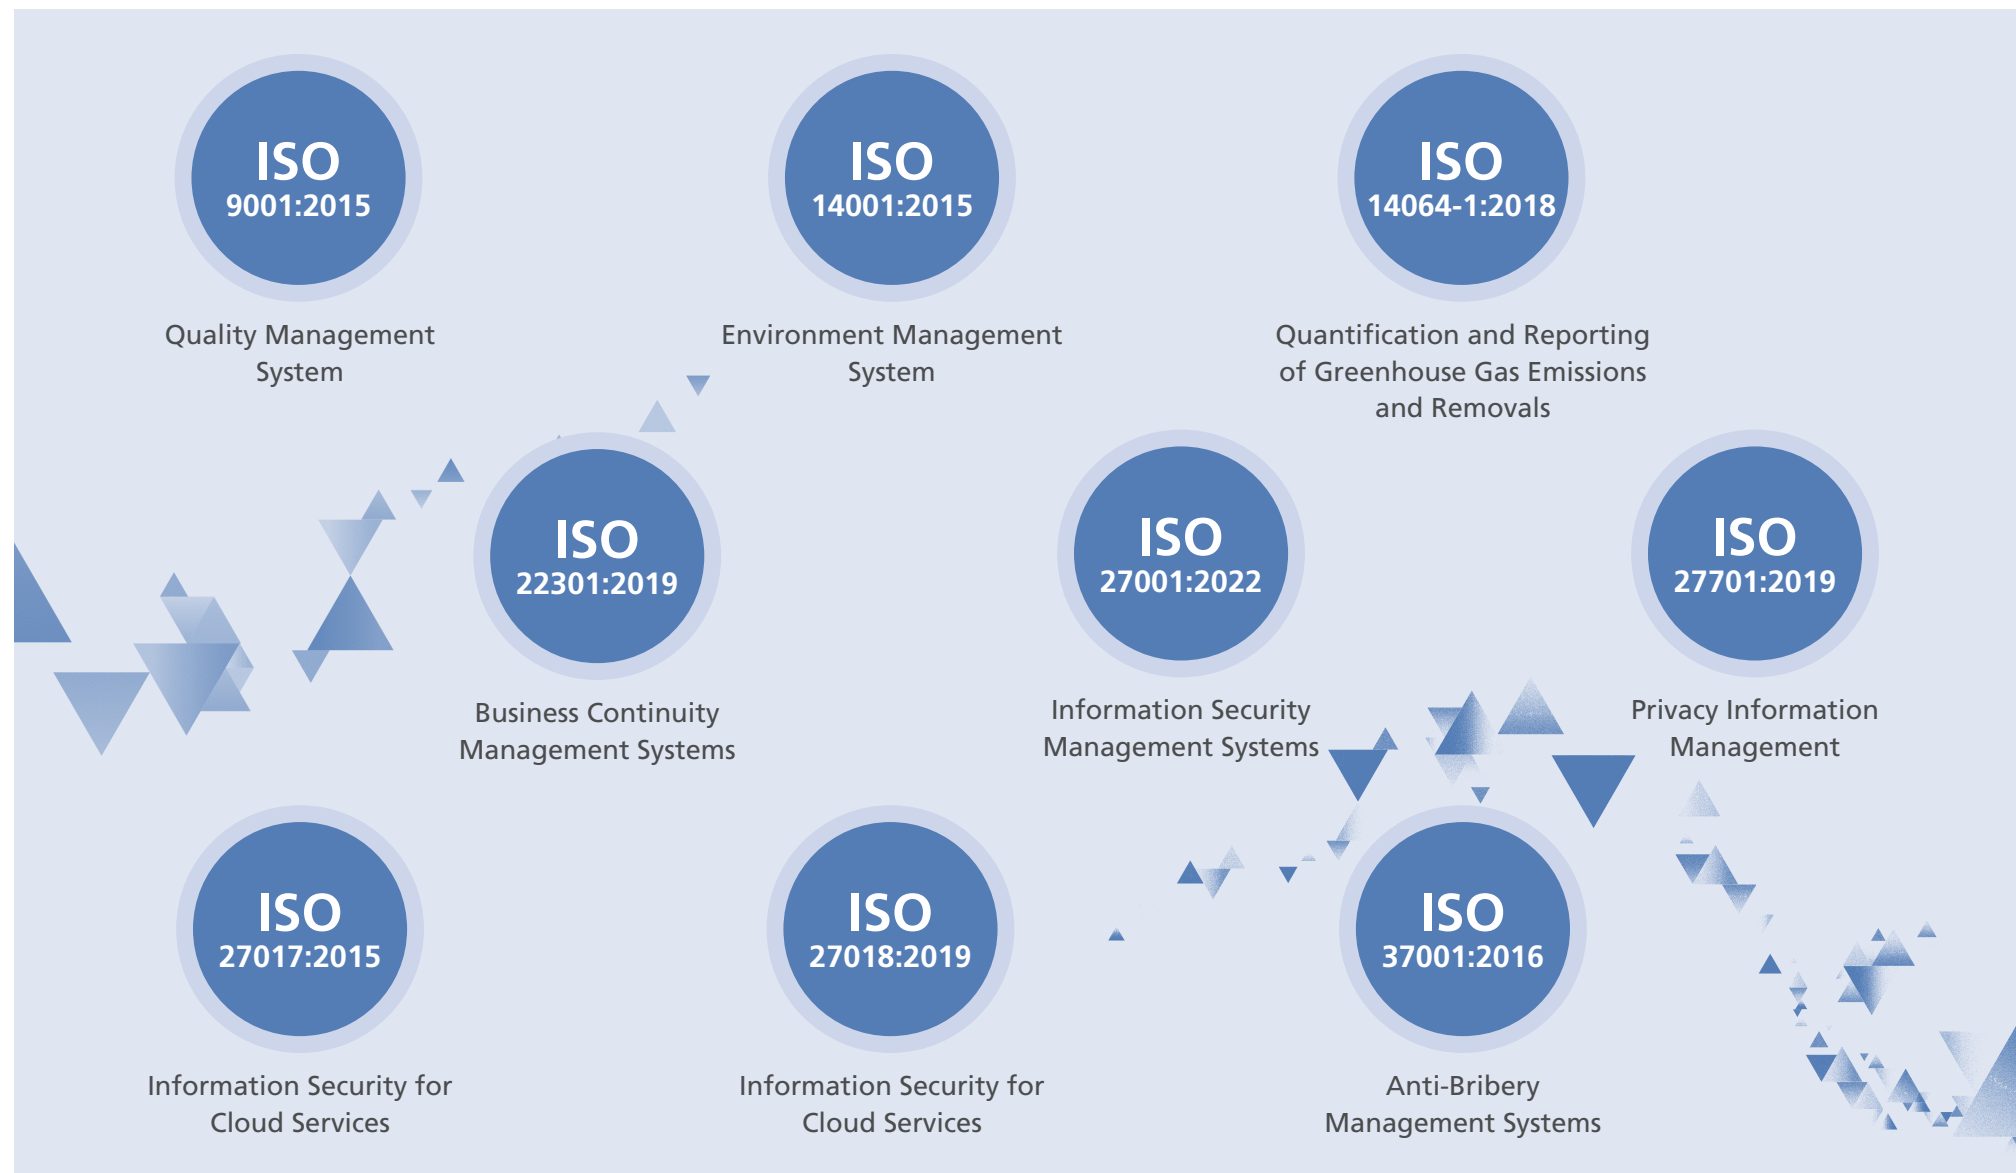 ISO
9001:2015
Quality Management
System
ISO
14001:2015
Environment Management
System
ISO
14064-1:2018
Quantification and Reporting
of Greenhouse Gas Emissions
and Removals
ISO
22301:2019
Business Continuity
Management Systems
ISO
27001:2022
Information Security
Management Systems
ISO
27701:2019
Privacy Information
Management
ISO
27017:2015
Information Security for
Cloud Services
ISO
27018:2019
Information Security for
Cloud Services
ISO
37001:2016
Anti-Bribery
Management Systems